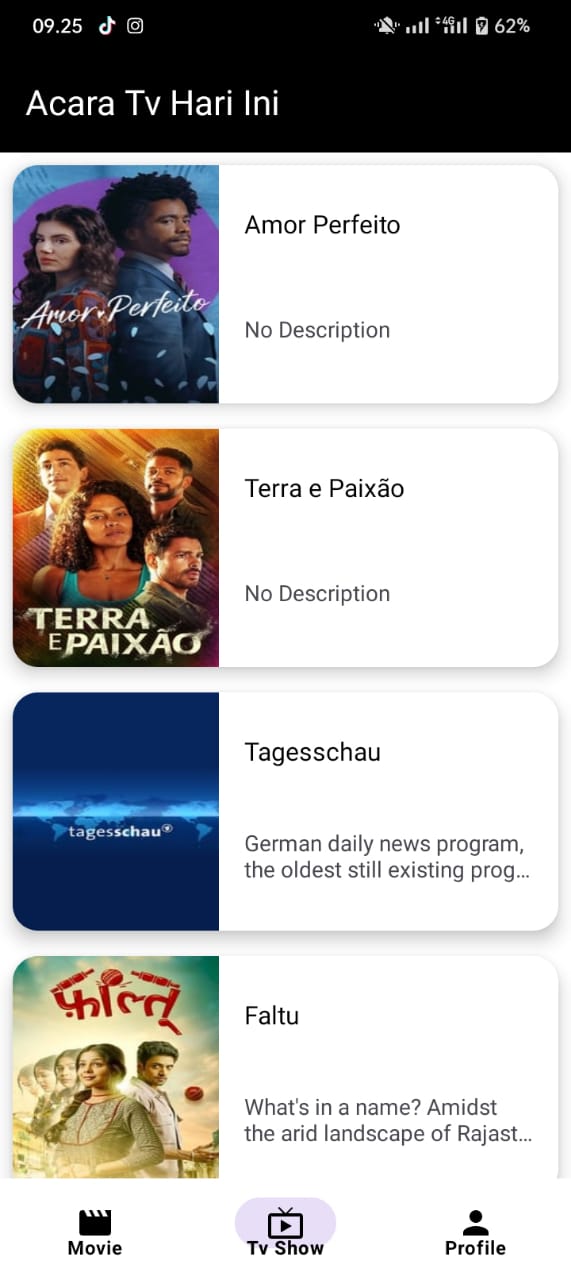 09.25
4G
62%
Acara Tv Hari Ini
Amor Perfeito
Amor Perfeito
No Description
TERRA
E PAIXÃO
Terra e Paixão
No Description
tagesschau
Tagesschau
German daily news program,
the oldest still existing prog...
फालतू
Faltu
What's in a name? Amidst
the arid landscape of Rajast...
Movie
Tv Show
Profile